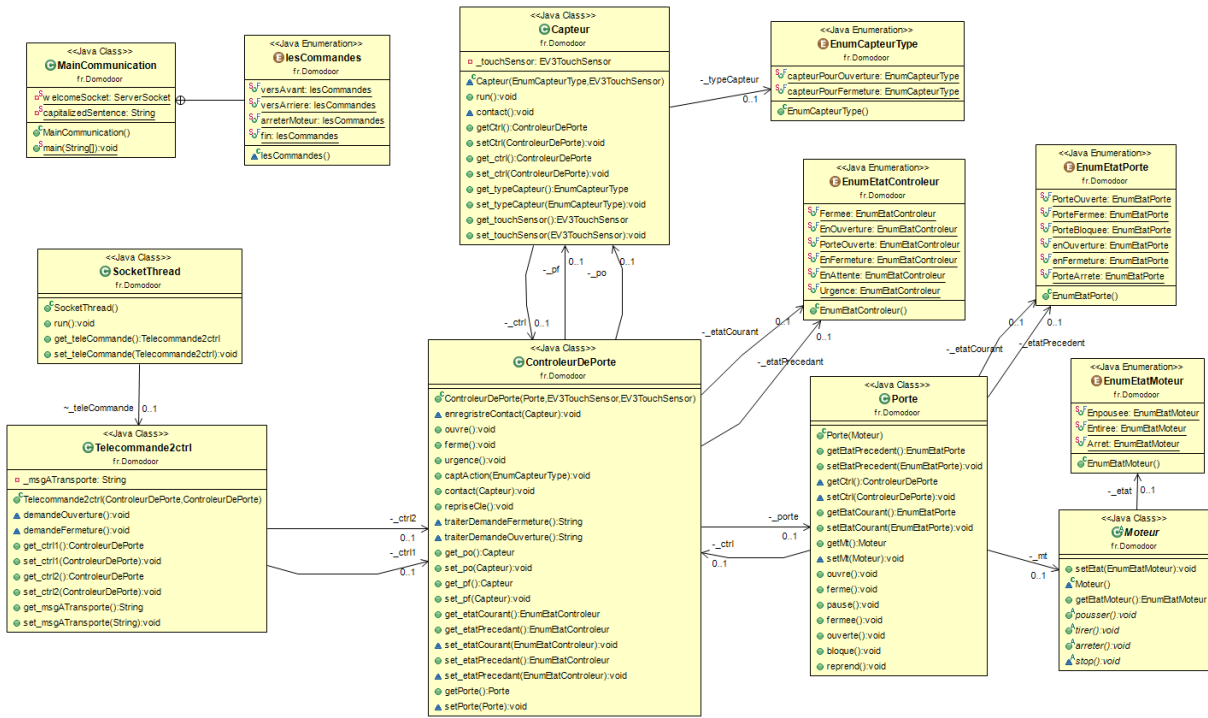 <<Java Class>>
MainCommunication
fr.Domodoor
welcomeSocket: ServerSocket
capitalizedSentence: String
MainCommunication()
main(String[]):void
<<Java Enumeration>>
lesCommandes
fr.Domodoor
versAvant: lesCommandes
versArriere: lesCommandes
arreterMoteur: lesCommandes
fin: lesCommandes
lesCommandes()
<<Java Class>>
Capteur
fr.Domodoor
_touchSensor: EV3TouchSensor
Capteur(EnumCapteurType,EV3TouchSensor)
run():void
contact():void
getCtrl():ControleurDePorte
setCtrl(ControleurDePorte):void
get_ctrl():ControleurDePorte
set_ctrl(ControleurDePorte):void
get_typeCapteur():EnumCapteurType
set_typeCapteur(EnumCapteurType):void
get_touchSensor():EV3TouchSensor
set_touchSensor(EV3TouchSensor):void
-_typeCapteur
0..1
<<Java Enumeration>>
EnumCapteurType
fr.Domodoor
capteurPourOuverture: EnumCapteurType
capteurPourFermeture: EnumCapteurType
EnumCapteurType()
<<Java Enumeration>>
EnumEtatControleur
fr.Domodoor
Fermee: EnumEtatControleur
EnOuverture: EnumEtatControleur
PorteOuverte: EnumEtatControleur
EnFermeture: EnumEtatControleur
EnAttente: EnumEtatControleur
Urgence: EnumEtatControleur
EnumEtatControleur()
<<Java Enumeration>>
EnumEtatPorte
fr.Domodoor
PorteOuverte: EnumEtatPorte
PorteFermee: EnumEtatPorte
PorteBloquee: EnumEtatPorte
enOuverture: EnumEtatPorte
enFermeture: EnumEtatPorte
PorteArrete: EnumEtatPorte
EnumEtatPorte()
<<Java Class>>
SocketThread
fr.Domodoor
SocketThread()
run():void
get_teleCommande():Telecommande2ctrl
set_teleCommande(Telecommande2ctrl):void
~_teleCommande
0..1
-_ctrl
0..1
-_pf
0..1
-_po
0..1
-_etatCourant
0..1
-_etatPrecedant
0..1
-_etatCourant
0..1
-_etatPrecedent
0..1
<<Java Class>>
Telecommande2ctrl
fr.Domodoor
_msgATransporte: String
Telecommande2ctrl(ControleurDePorte,ControleurDePorte)
demandeOuverture():void
demandeFermeture():void
get_ctrl1():ControleurDePorte
set_ctrl1(ControleurDePorte):void
get_ctrl2():ControleurDePorte
set_ctrl2(ControleurDePorte):void
get_msgATransporte():String
set_msgATransporte(String):void
-_ctrl2
0..1
-_ctrl1
0..1
<<Java Class>>
ControleurDePorte
fr.Domodoor
ControleurDePorte(Porte,EV3TouchSensor,EV3TouchSensor)
enregristreContact(Capteur):void
ouvre():void
ferme():void
urgence():void
captAction(EnumCapteurType):void
contact(Capteur):void
repriseCle():void
traiterDemandeFermeture():String
traiterDemandeOuverture():String
get_po():Capteur
set_po(Capteur):void
get_pf():Capteur
set_pf(Capteur):void
get_etatCourant():EnumEtatControleur
get_etatPrecedant():EnumEtatControleur
set_etatCourant(EnumEtatControleur):void
set_etatPrecedent():EnumEtatControleur
set_etatPrecedant(EnumEtatControleur):void
getPorte():Porte
setPorte(Porte):void
-_porte
0..1
-_ctrl
0..1
<<Java Class>>
Porte
fr.Domodoor
Porte(Moteur)
getEtatPrecedent():EnumEtatPorte
setEtatPrecedent(EnumEtatPorte):void
getCtrl():ControleurDePorte
setCtrl(ControleurDePorte):void
getEtatCourant():EnumEtatPorte
setEtatCourant(EnumEtatPorte):void
getMt():Moteur
setMt(Moteur):void
ouvre():void
ferme():void
pause():void
fermee():void
ouverte():void
bloque():void
reprend():void
-_mt
0..1
<<Java Enumeration>>
EnumEtatMoteur
fr.Domodoor
Enpousee: EnumEtatMoteur
Entiree: EnumEtatMoteur
Arret: EnumEtatMoteur
EnumEtatMoteur()
-_etat
0..1
<<Java Class>>
Moteur
fr.Domodoor
setEtat(EnumEtatMoteur):void
Moteur()
getEtatMoteur():EnumEtatMoteur
pousser():void
tirer():void
arreter():void
stop():void